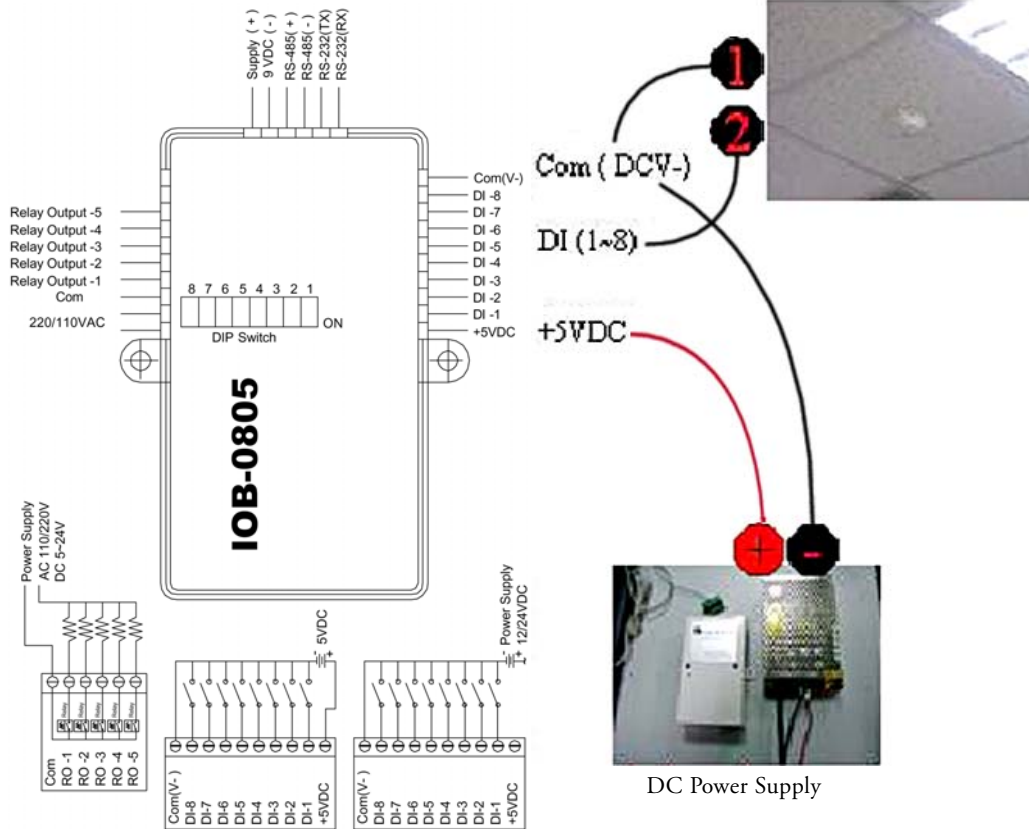 Supply ( + )
9 VDC ( - )
RS-485( + )
RS-485( - )
RS-232(TX)
RS-232(RX)
Com(V-)
DI -8
DI -7
DI -6
DI -5
DI -4
DI -3
DI -2
DI -1
+5VDC
Relay Output -5
Relay Output -4
Relay Output -3
Relay Output -2
Relay Output -1
Com
220/110VAC
8 7 6 5 4 3 2 1
ON
DIP Switch
IOB-0805
1
2
Com ( DCV-)
DI (1~8)
+5VDC
+
-
DC Power Supply
Power Supply
AC 110/220V
DC 5~24V
Relay
Relay
Relay
Relay
Relay
Com
RO -1
RO -2
RO -3
RO -4
RO -5
- +
5VDC
Com(V- )
DI-8
DI-7
DI-6
DI-5
DI-4
DI-3
DI-2
DI-1
+5VDC
- +
Power Supply
12/24VDC
Com(V- )
DI-8
DI-7
DI-6
DI-5
DI-4
DI-3
DI-2
DI-1
+5VDC